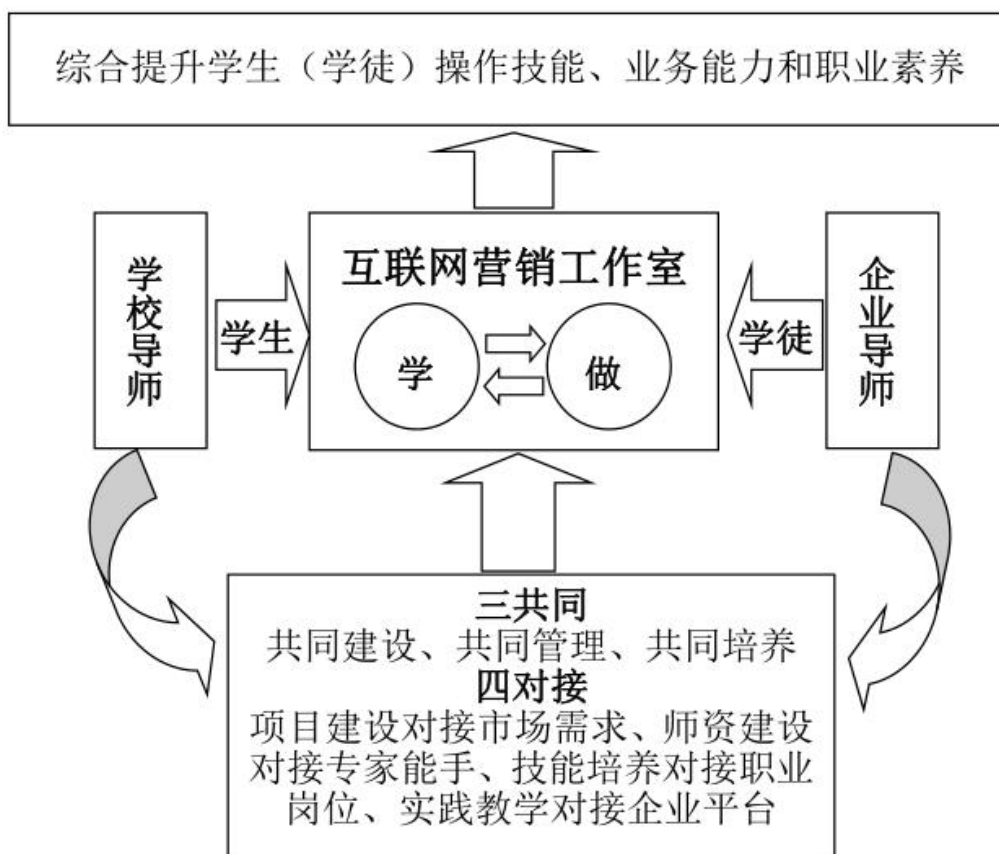 综合提升学生（学徒）操作技能、业务能力和职业素养
学校导师
学生
互联网营销工作室
学
做
学徒
企业导师
三共同
共同建设、共同管理、共同培养
四对接
项目建设对接市场需求、师资建设
对接专家能手、技能培养对接职业
岗位、实践教学对接企业平台